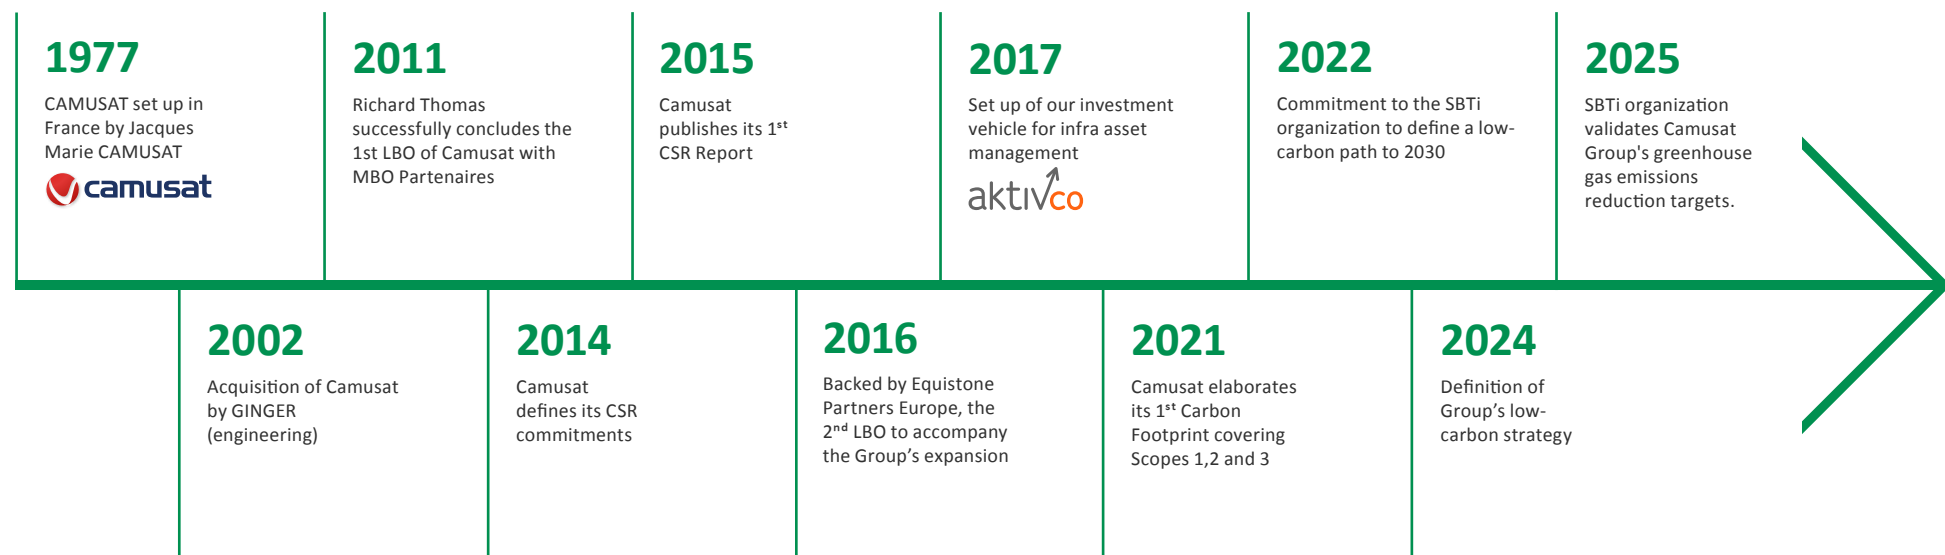 1977
CAMUSAT set up in
France by Jacques
Marie CAMUSAT
camusat
2002
Acquisition of Camusat
by GINGER
(engineering)
2011
Richard Thomas
successfully concludes the
1st LBO of Camusat with
MBO Partenaires
2014
Camusat
defines its CSR
commitments
2015
Camusat
publishes its 1ˢᵗ
CSR Report
2016
Backed by Equistone
Partners Europe, the
2ⁿᵈ LBO to accompany
the Group’s expansion
2017
Set up of our investment
vehicle for infra asset
management
aktivco
2021
Camusat elaborates
its 1ˢᵗ Carbon
Footprint covering
Scopes 1,2 and 3
2022
Commitment to the SBTi
organization to define a low-
carbon path to 2030
2024
Definition of
Group’s low-
carbon strategy
2025
SBTi organization
validates Camusat
Group's greenhouse
gas emissions
reduction targets.